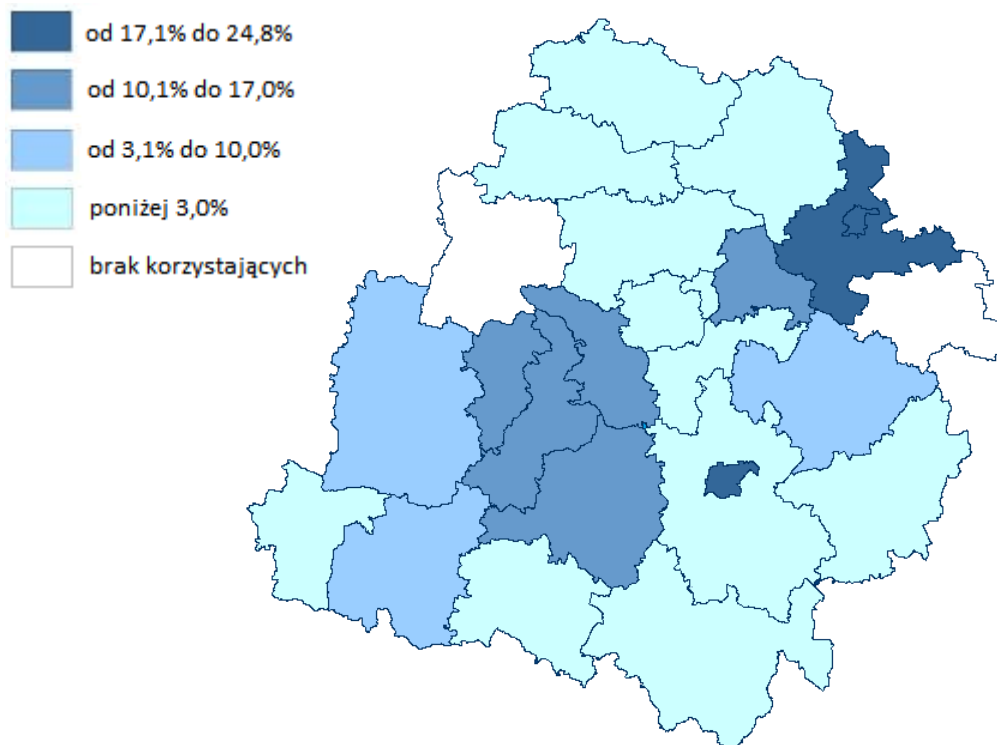 od 17,1% do 24,8%
od 10,1% do 17,0%
od 3,1% do 10,0%
poniżej 3,0%
brak korzystających